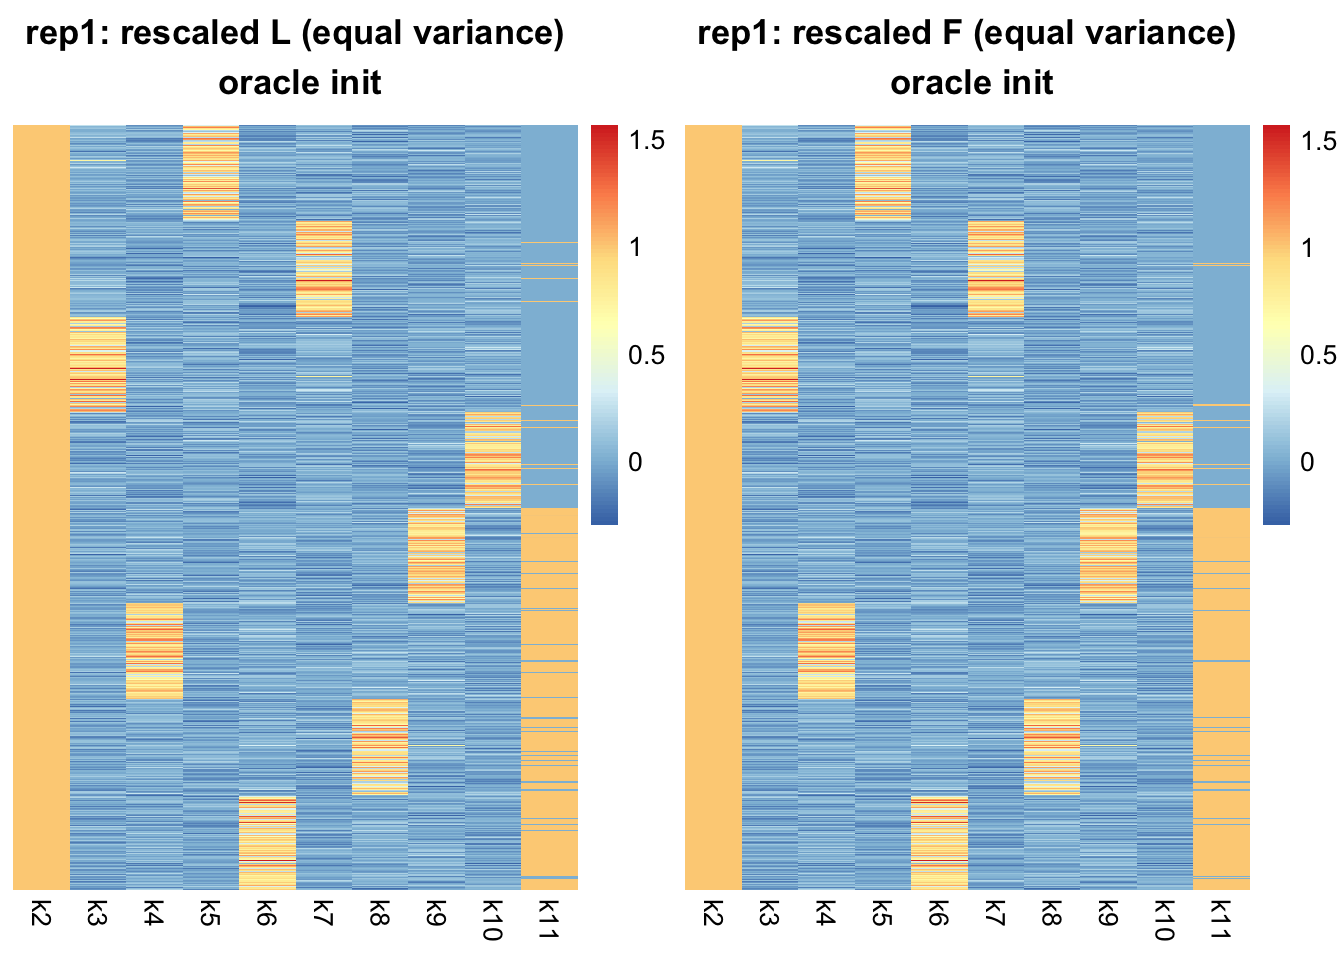 rep1: rescaled L (equal variance)
oracle init
1.5
1
0.5
0
k2
k3
k4
k5
k6
k7
k8
k9
k10
k11
rep1: rescaled F (equal variance)
oracle init
1.5
1
0.5
0
k2
k3
k4
k5
k6
k7
k8
k9
k10
k11